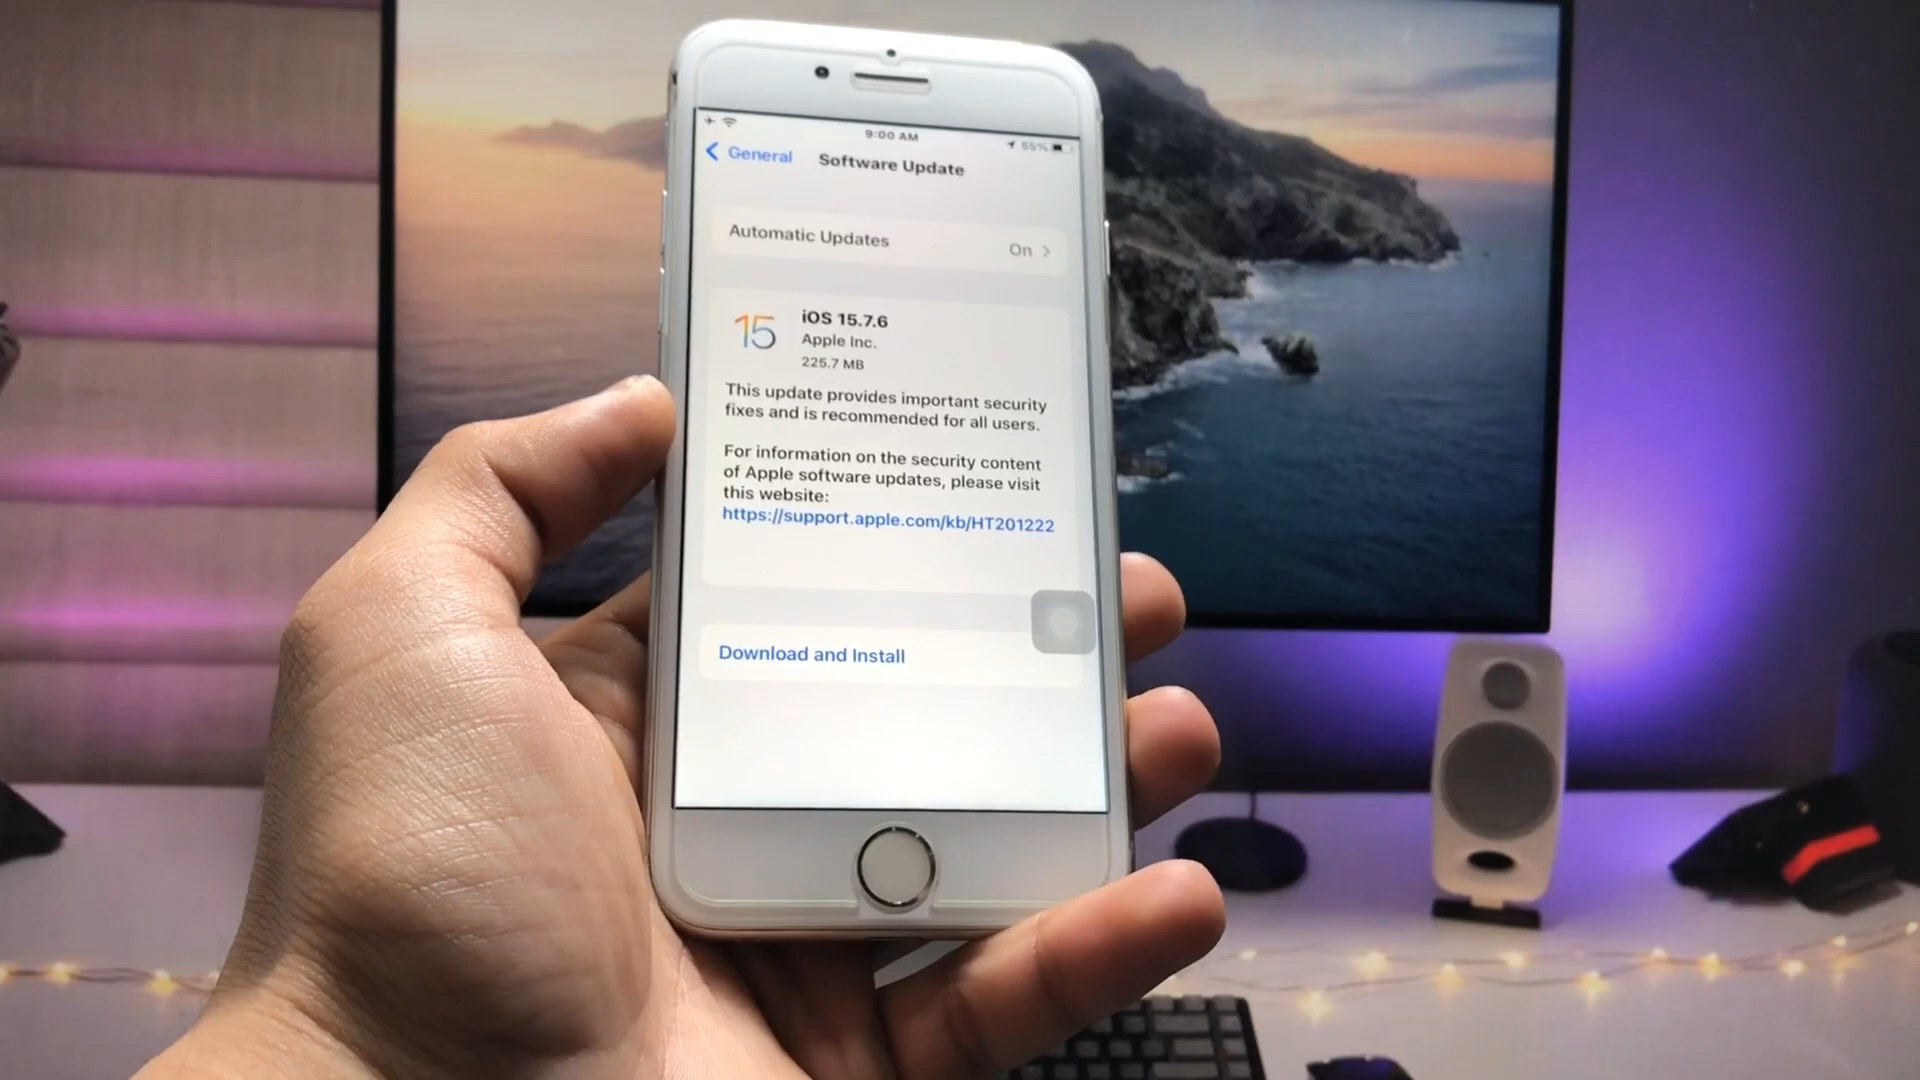 9:00 AM
55%
General
Software Update
Automatic Updates
On
15
iOS 15.7.6
Apple Inc.
225.7 MB
This update provides important security
fixes and is recommended for all users.
For information on the security content
of Apple software updates, please visit
this website:
https://support.apple.com/kb/HT201222
Download and Install